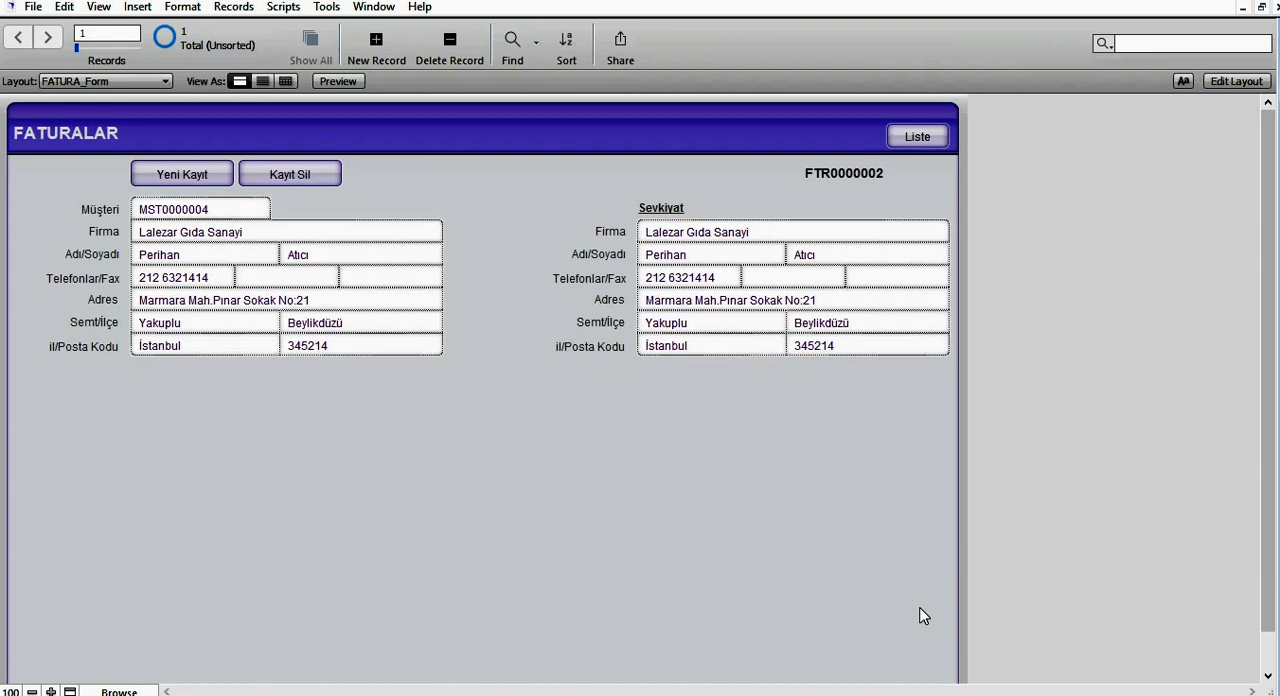 File Edit View Insert Format Records Scripts Tools Window Help
1
1
Total (Unsorted)
Records
Show All
New Record
Delete Record
Find
Sort
Share
Layout: FATURA_Form
View As:
Preview
Aa
Edit Layout
FATURALAR
Liste
Yeni Kayıt
Kayıt Sil
FTR0000002
Müşteri MST0000004
Firma Lalezar Gıda Sanayi
Adı/Soyadı Perihan Atıcı
Telefonlar/Fax 212 6321414
Adres Marmara Mah.Pınar Sokak No:21
Semt/İlçe Yakuplu Beylikdüzü
il/Posta Kodu İstanbul 345214
Sevkiyat
Firma Lalezar Gıda Sanayi
Adı/Soyadı Perihan Atıcı
Telefonlar/Fax 212 6321414
Adres Marmara Mah.Pınar Sokak No:21
Semt/İlçe Yakuplu Beylikdüzü
il/Posta Kodu İstanbul 345214
100
Browse